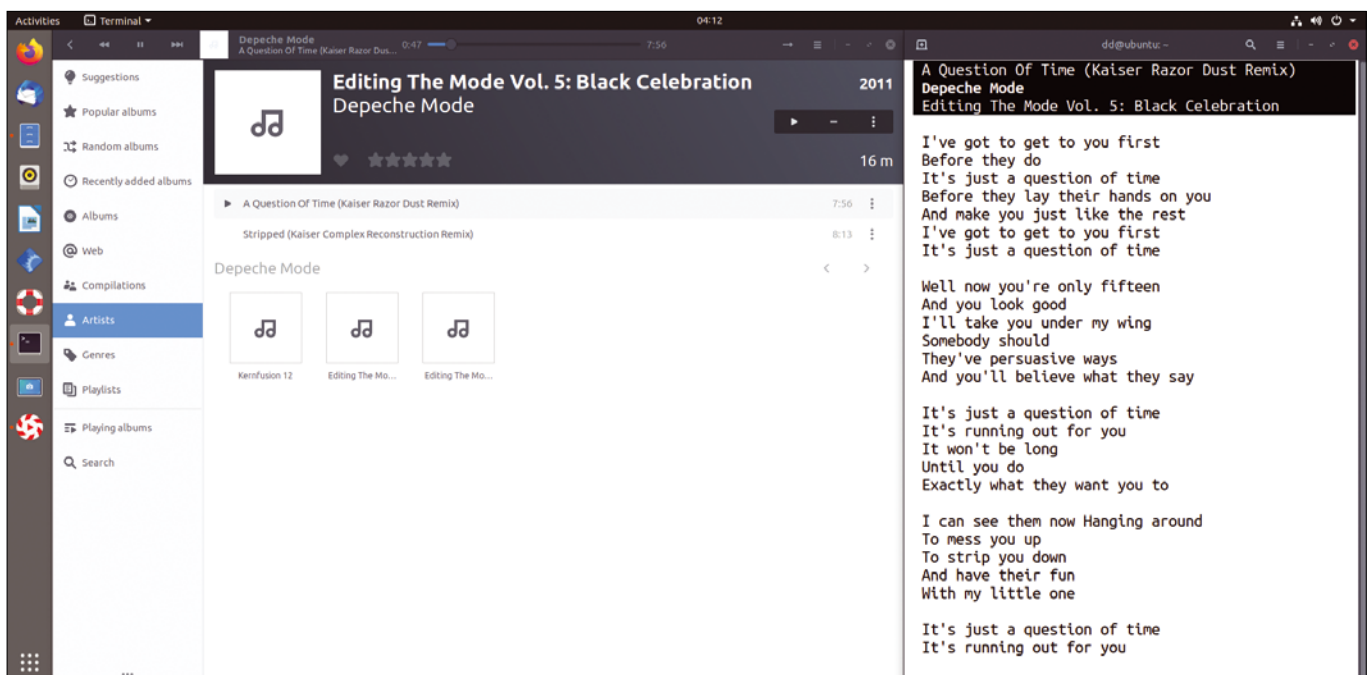 Activities Terminal 04:12
Depeche Mode
A Question Of Time (Kaiser Razor Dus... 0:47 7:56
dd@ubuntu: ~
Suggestions
Popular albums
Random albums
Recently added albums
Albums
Web
Compilations
Artists
Genres
Playlists
Playing albums
Search
Editing The Mode Vol. 5: Black Celebration 2011
Depeche Mode
16 m
A Question Of Time (Kaiser Razor Dust Remix) 7:56
Stripped (Kaiser Complex Reconstruction Remix) 8:13
Depeche Mode
Kernfusion 12 Editing The Mo... Editing The Mo...
A Question Of Time (Kaiser Razor Dust Remix)
Depeche Mode
Editing The Mode Vol. 5: Black Celebration
I've got to get to you first
Before they do
It's just a question of time
Before they lay their hands on you
And make you just like the rest
I've got to get to you first
It's just a question of time
Well now you're only fifteen
And you look good
I'll take you under my wing
Somebody should
They've persuasive ways
And you'll believe what they say
It's just a question of time
It's running out for you
It won't be long
Until you do
Exactly what they want you to
I can see them now Hanging around
To mess you up
To strip you down
And have their fun
With my little one
It's just a question of time
It's running out for you